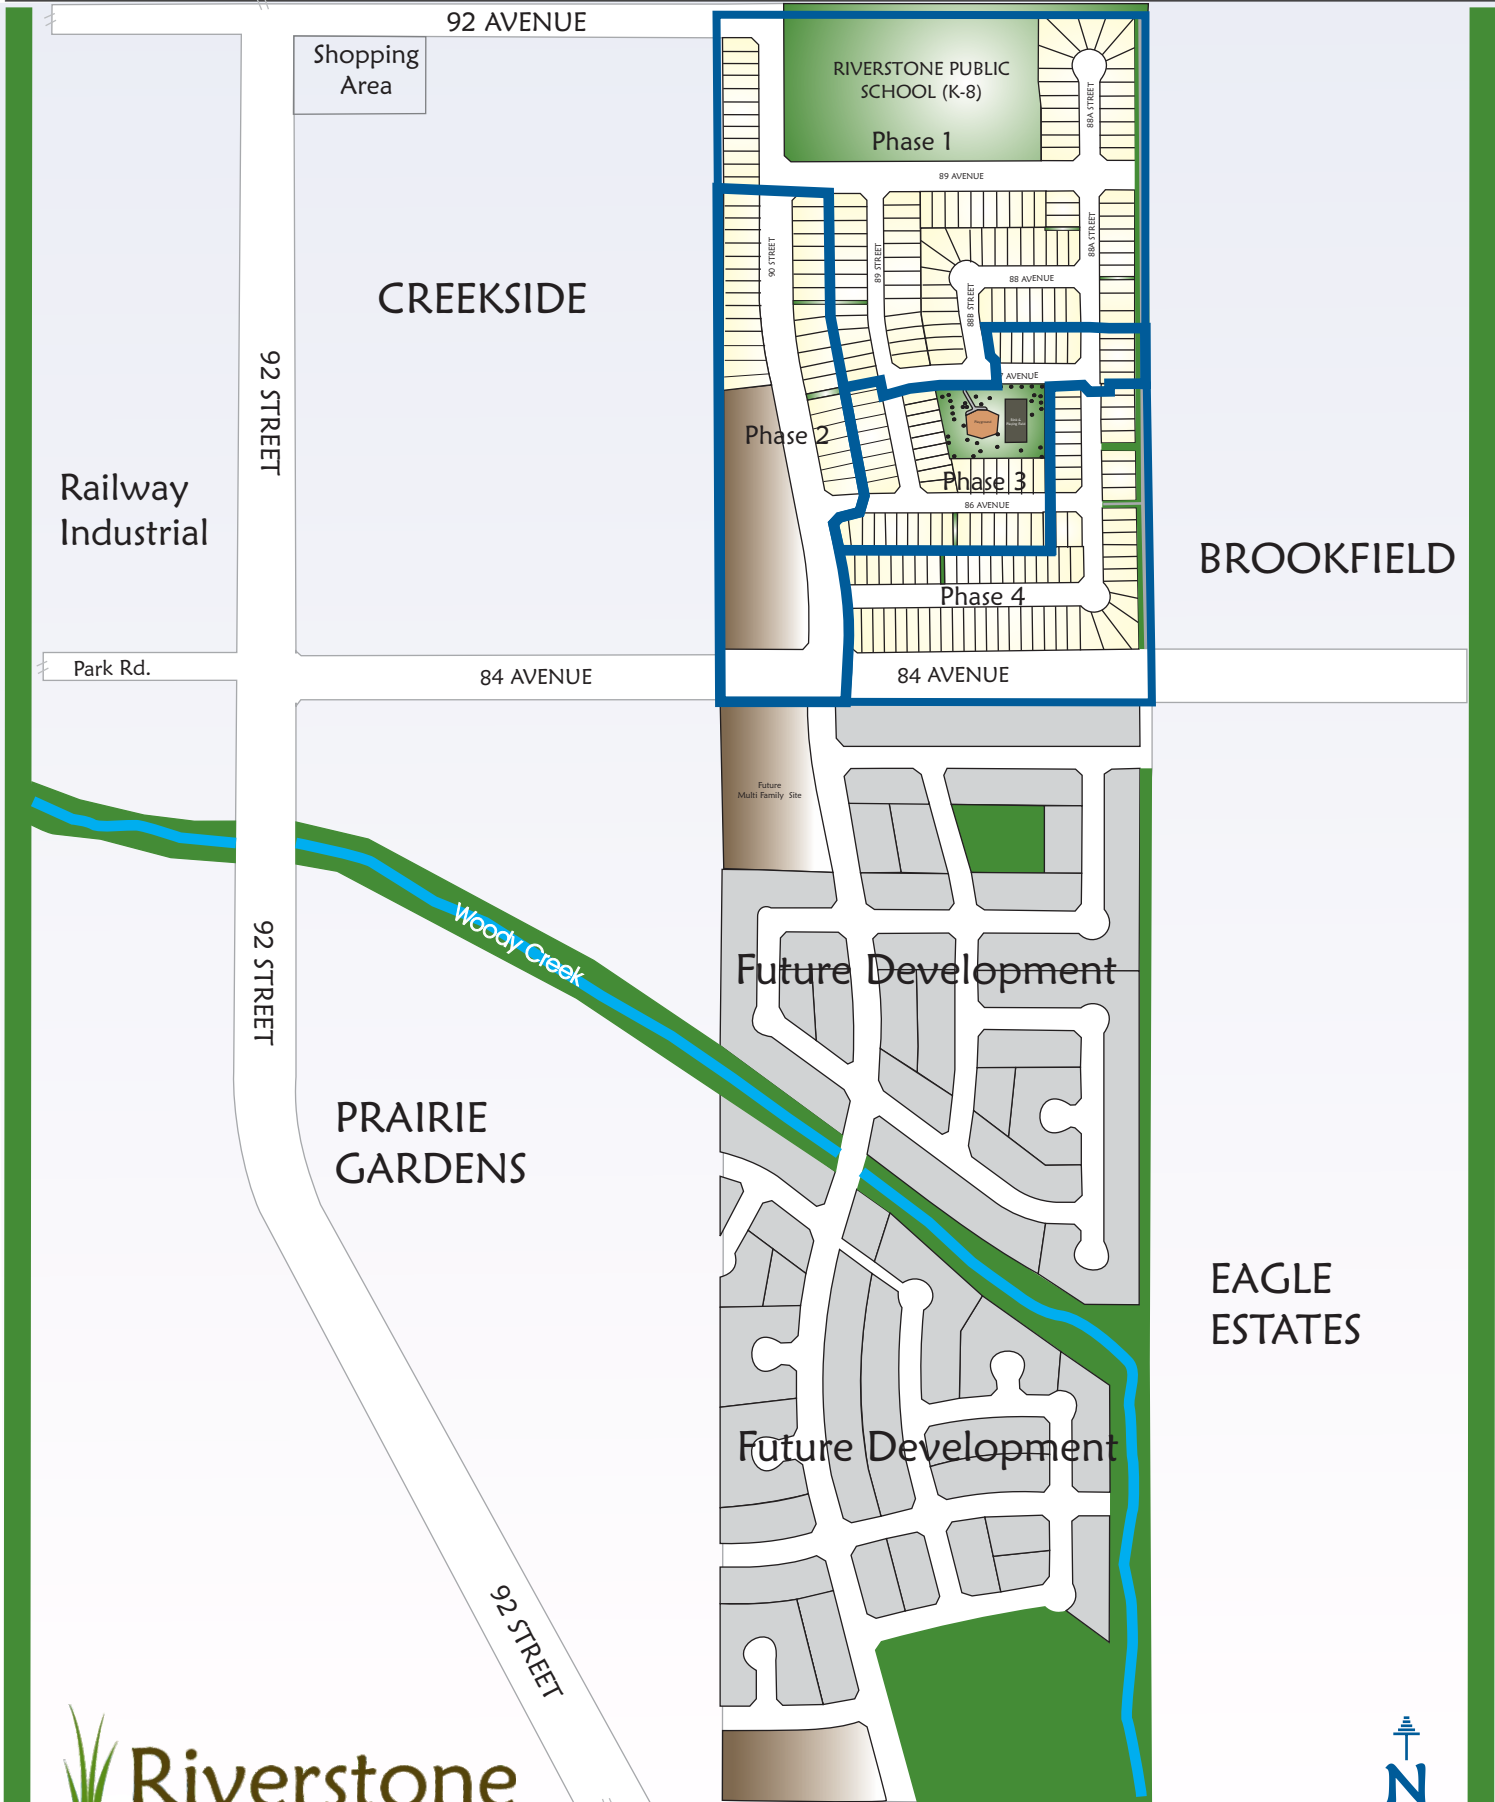 92 AVENUE
Shopping
Area
RIVERSTONE PUBLIC
SCHOOL (K-8)
Phase 1
88A STREET
89 AVENUE
90 STREET
89 STREET
88A STREET
88 AVENUE
88B STREET
CREEKSIDE
92 STREET
AVENUE
Playground
Phase 2
Railway
Industrial
Phase 3
86 AVENUE
BROOKFIELD
Phase 4
Park Rd.
84 AVENUE
84 AVENUE
Future
Multi Family Site
Woody Creek
92 STREET
Future Development
PRAIRIE
GARDENS
EAGLE
ESTATES
Future Development
92 STREET
Riverstone
N